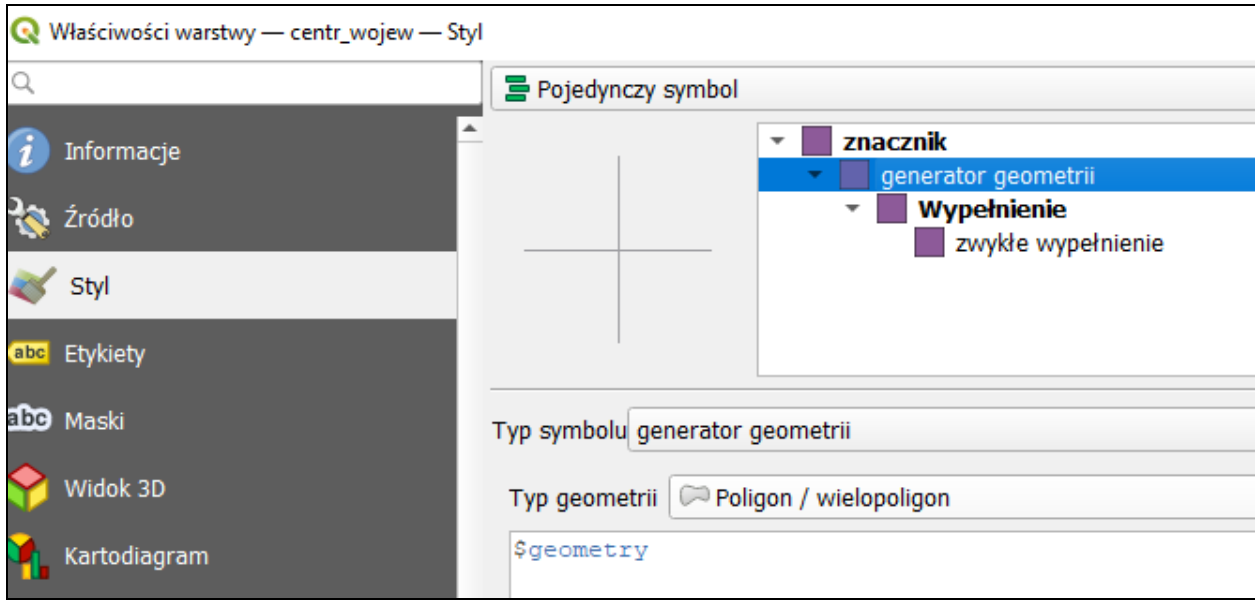 Właściwości warstwy — centr_wojew — Styl
Pojedynczy symbol
Informacje
Źródło
Styl
abc Etykiety
abc Maski
Widok 3D
Kartodiagram
znacznik
generator geometrii
Wypełnienie
zwykłe wypełnienie
Typ symbolu generator geometrii
Typ geometrii Poligon / wielopoligon
$geometry